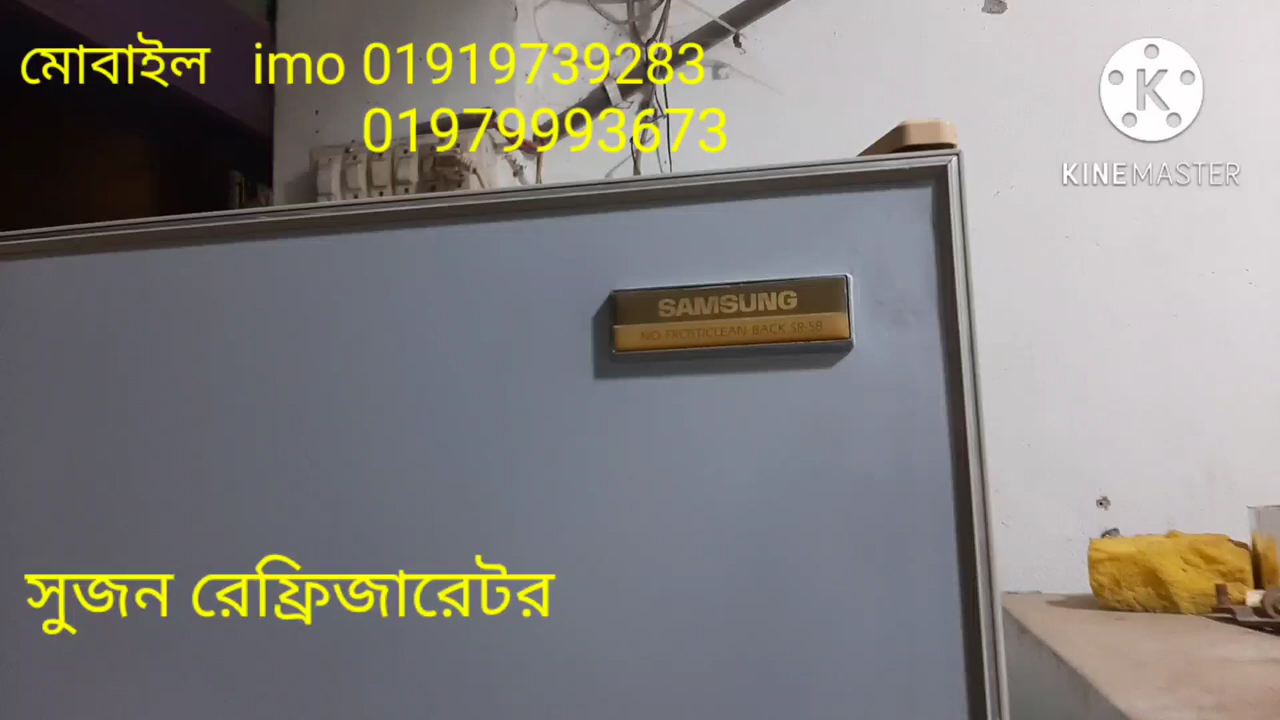 মোবাইল imo 01919739283
01979993673
K
KINEMASTER
SAMSUNG
NO FROST/CLEAN BACK SR-58
সুজন রেফ্রিজারেটর